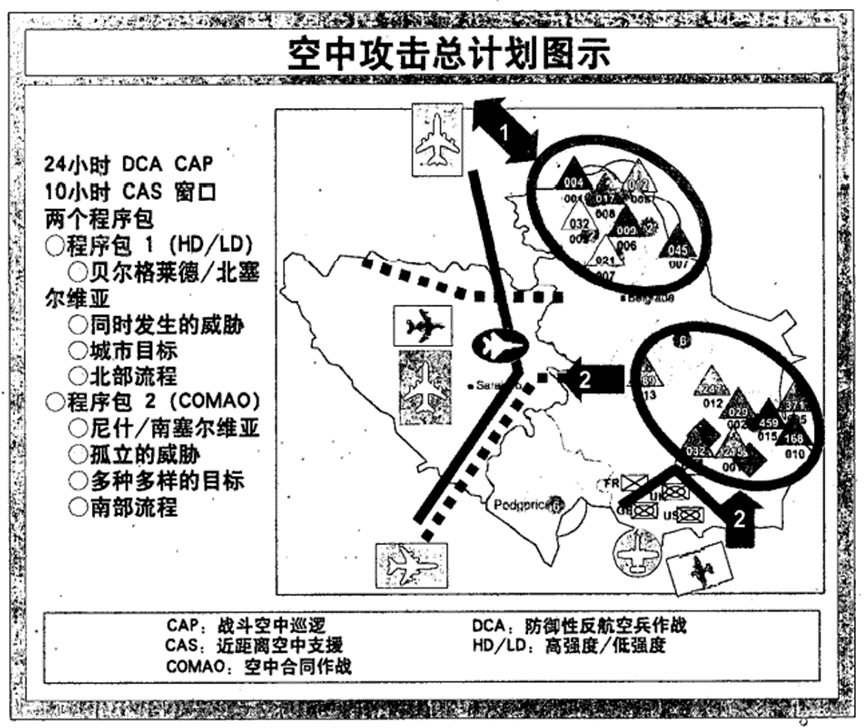 空中攻击总计划图示
24小时 DCA CAP
10小时 CAS 窗口
两个程序包
○程序包 1 (HD/LD)
○贝尔格莱德/北塞
尔维亚
○同时发生的威胁
○城市目标
○北部流程
○程序包 2 (COMAO)
○尼什/南塞尔维亚
○孤立的威胁
○多种多样的目标
○南部流程
1
004
017
008
032
009
006
021
007
045
007
Belgrade
2
6
13
012
029
002
459
015
168
010
032
FR
UK
US
Podgorica
6
2
CAP: 战斗空中巡逻
DCA: 防御性反航空兵作战
CAS: 近距离空中支援
HD/LD: 高强度/低强度
COMAO: 空中合同作战